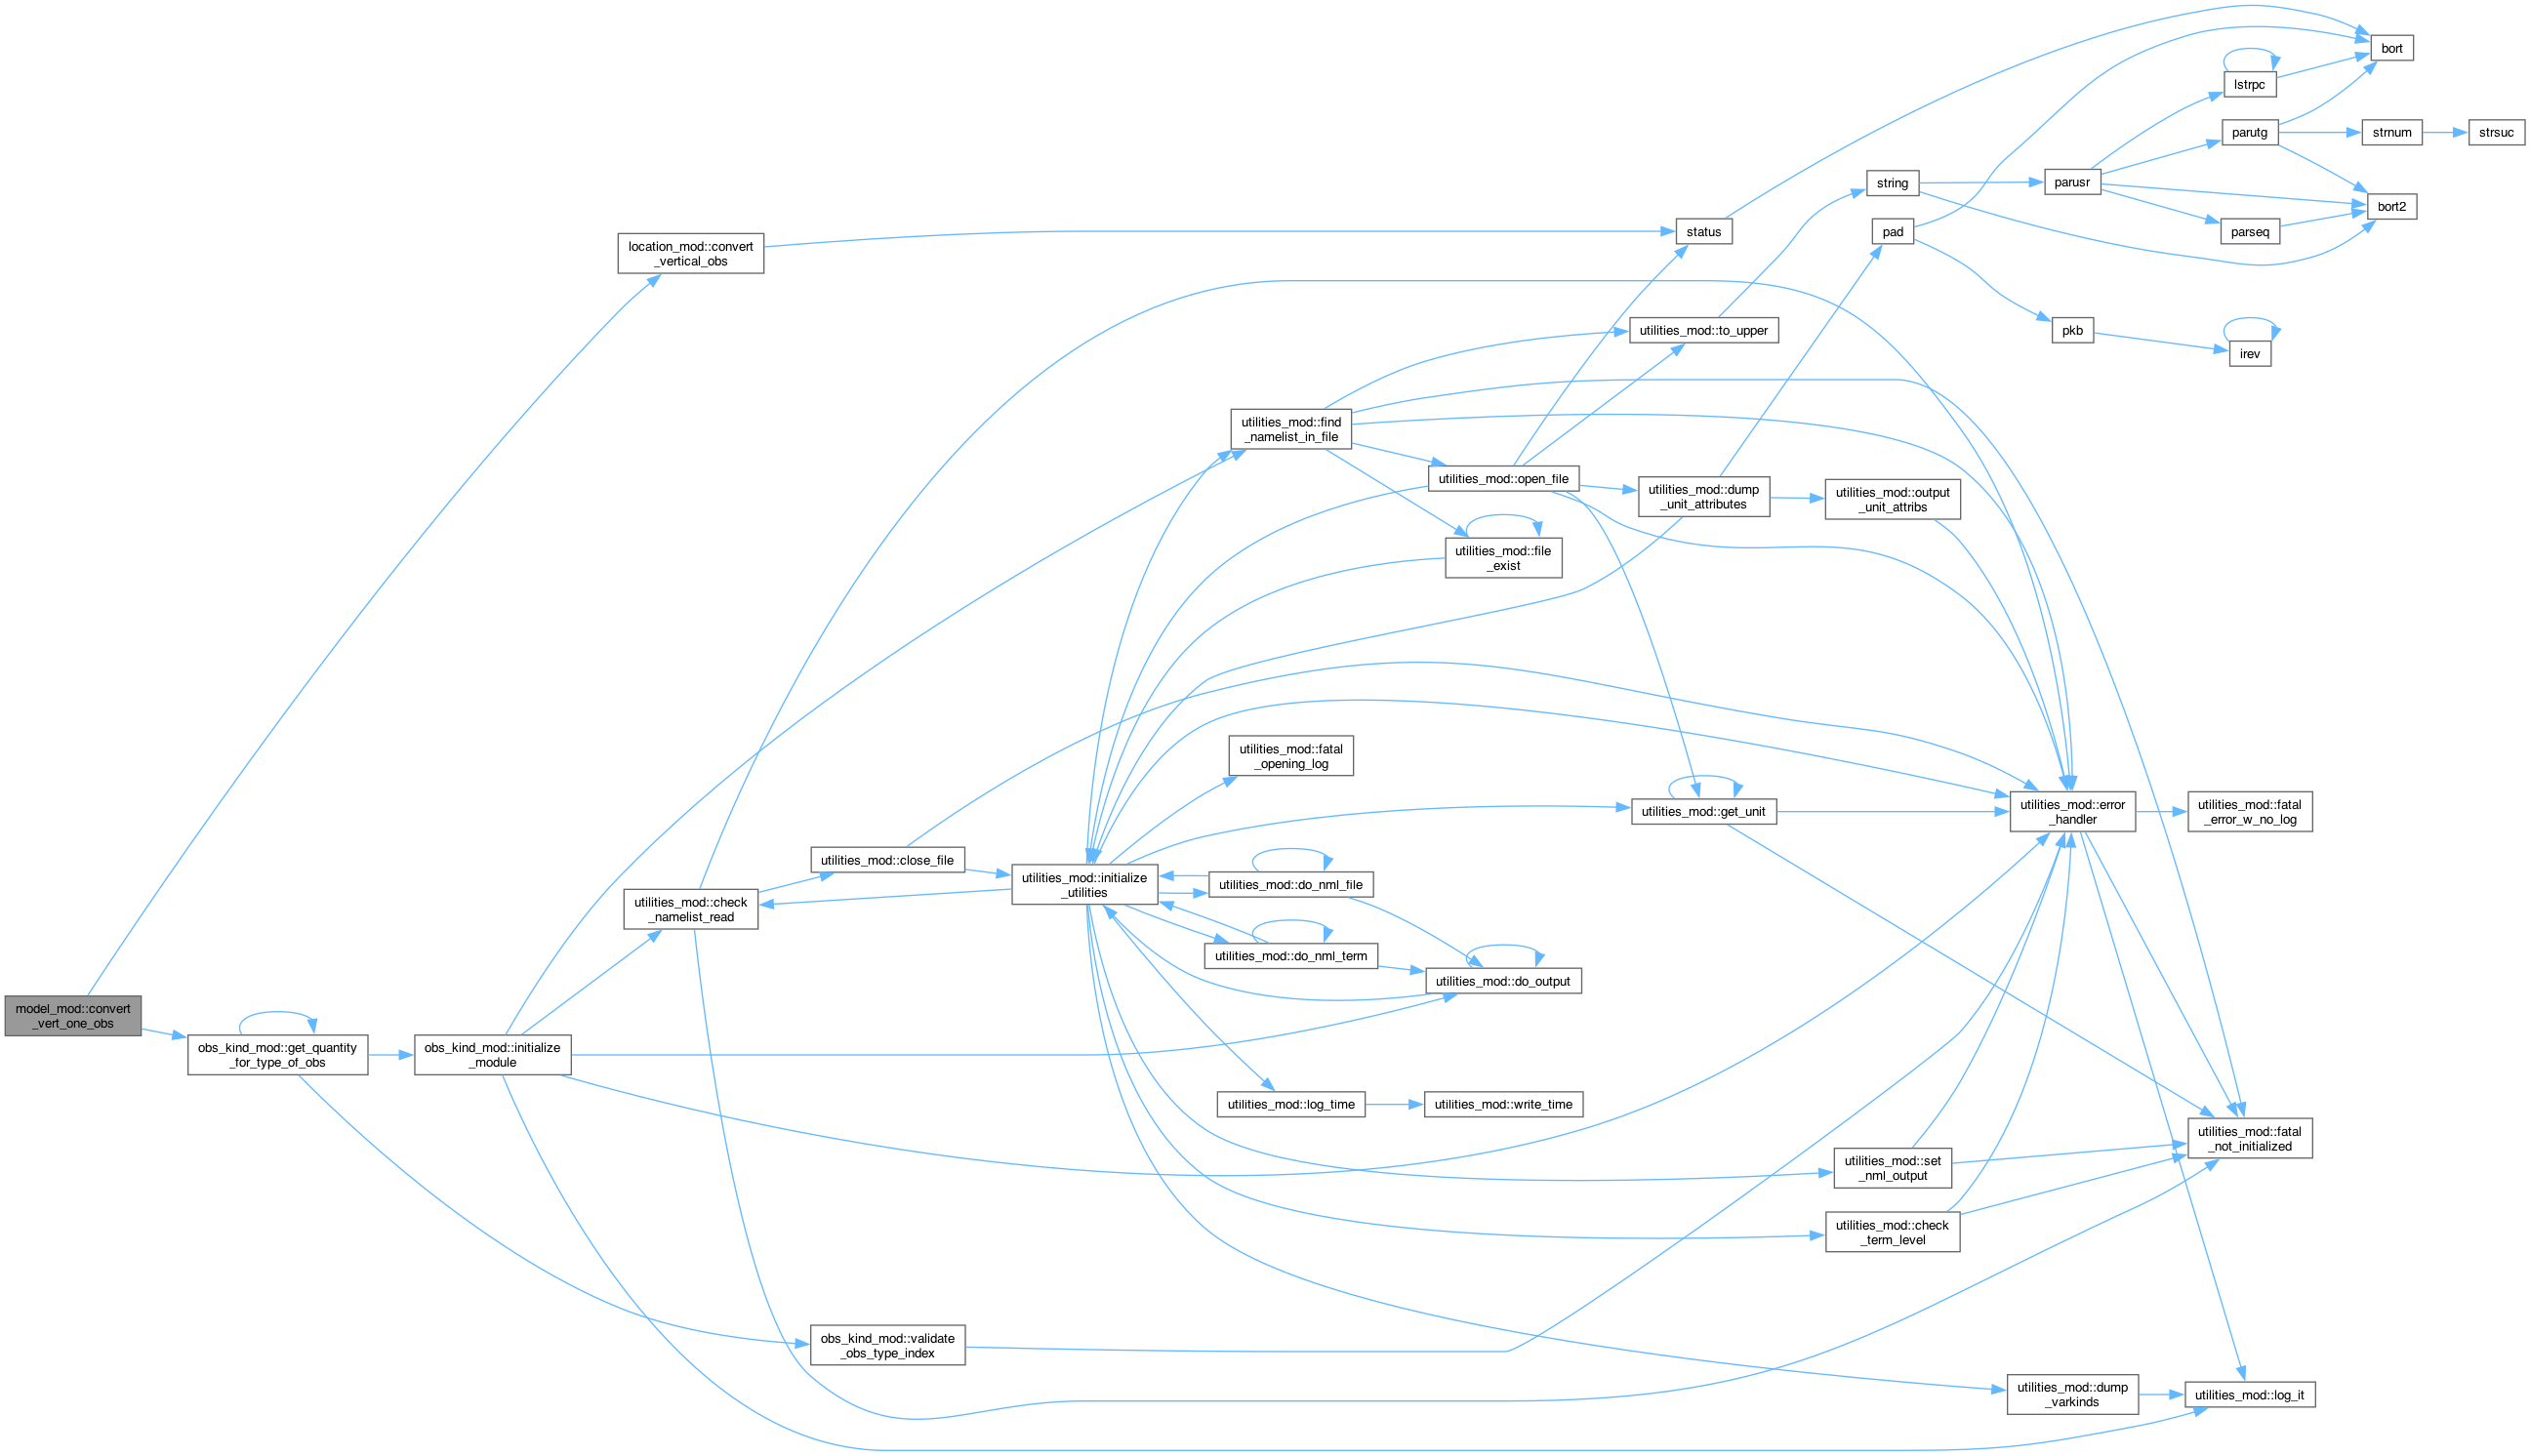 model_mod::convert
_vert_one_obs
location_mod::convert
_vertical_obs
obs_kind_mod::get_quantity
_for_type_of_obs
obs_kind_mod::initialize
_module
utilities_mod::check
_namelist_read
utilities_mod::close_file
obs_kind_mod::validate
_obs_type_index
utilities_mod::initialize
_utilities
utilities_mod::find
_namelist_in_file
utilities_mod::fatal
_opening_log
utilities_mod::do_nml_file
utilities_mod::do_nml_term
utilities_mod::log_time
utilities_mod::open_file
utilities_mod::file
_exist
utilities_mod::do_output
utilities_mod::write_time
status
utilities_mod::to_upper
utilities_mod::dump
_unit_attributes
utilities_mod::get_unit
string
pad
utilities_mod::output
_unit_attribs
utilities_mod::set
_nml_output
utilities_mod::check
_term_level
parusr
pkb
utilities_mod::error
_handler
utilities_mod::dump
_varkinds
lstrpc
parutg
parseq
irev
utilities_mod::fatal
_error_w_no_log
utilities_mod::fatal
_not_initialized
utilities_mod::log_it
bort
strnum
bort2
strsuc